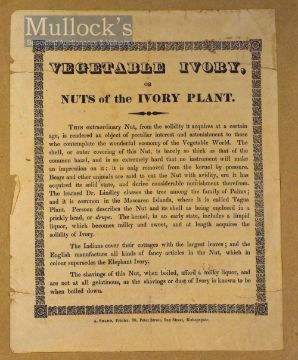 Mullock's
VEGETABLE IVORY,
OR
NUTS of the IVORY PLANT.
THIS extraordinary Nut, from the solidity it acquires at a certain
age, is rendered an object of peculiar interest and astonishment to those
who contemplate the wonderful economy of the Vegetable World. The
shell, or outer covering of this Nut, is barely so thick as that of the
common hazel, and is so extremely hard that no instrument will make
an impression on it: it is only removed from the kernel by pressure.
Bears and other animals are said to eat the Nut with avidity, ere it has
acquired its solid state, and derive considerable nourishment therefrom.
The learned Dr. Lindley classes the tree among the family of Palms;
and it is common in the Islands, where it is called Tagua
Plant. Persoon describes the Nut and its shell as being enclosed in a
prickly head, or drupe. The kernel, in an early state, includes a limpid
liquor, which becomes milky and sweet, and at length acquires the
solidity of Ivory.
The Indians cover their cottages with the largest leaves; and the
English manufacture all kinds of fancy articles in the Nut, which in
colour supersedes the Elephant Ivory.
The shavings of this Nut, when boiled, afford a milky liquor, and
are not at all gelatinous, as the shavings or dust of Ivory is known to be
when boiled down.